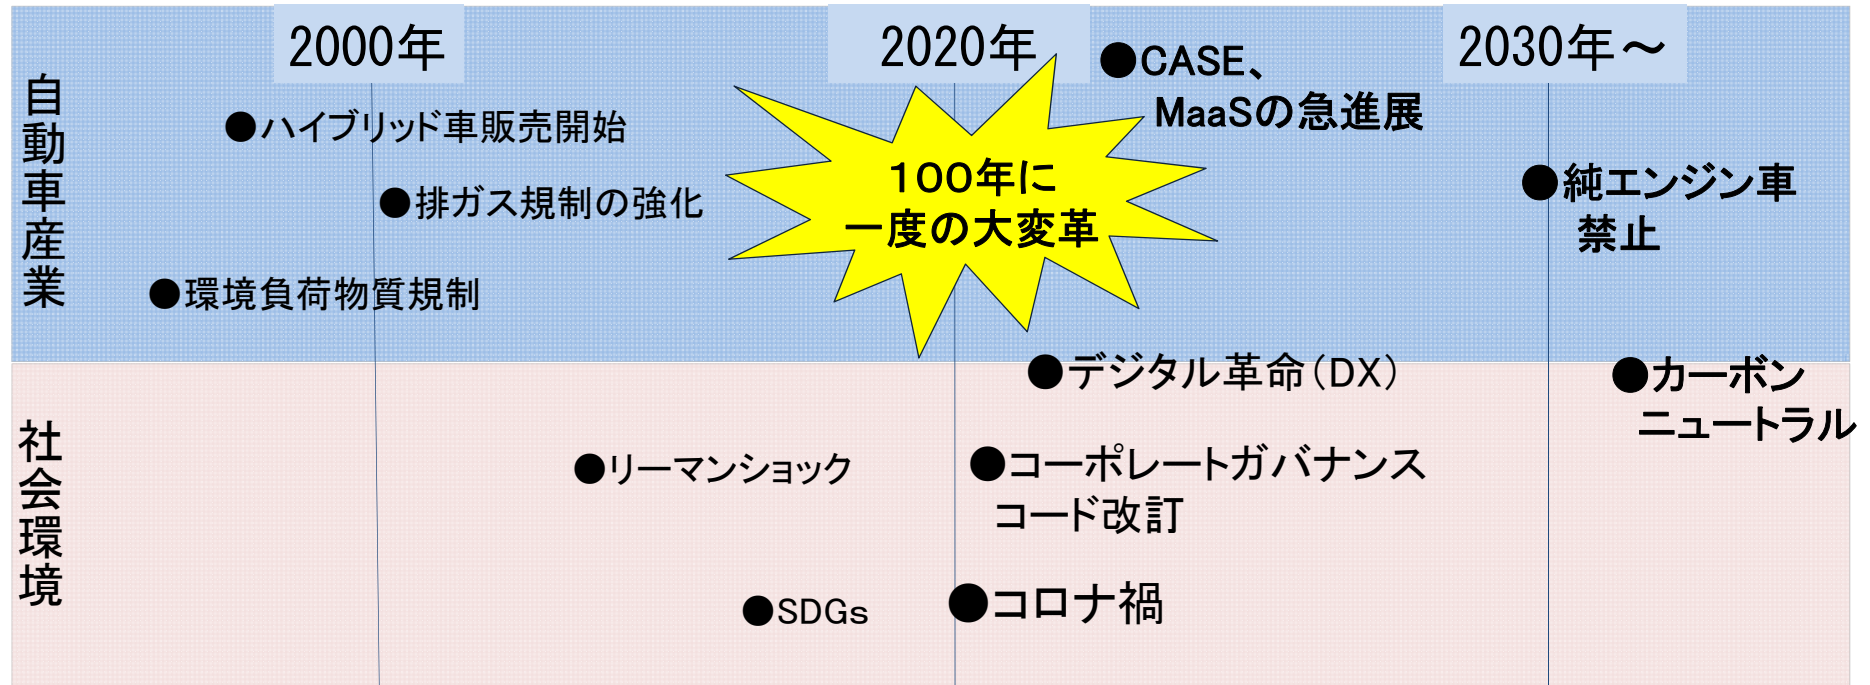 2000年
2020年
2030年～
自動車産業
●CASE、
MaaSの急進展
●ハイブリッド車販売開始
●排ガス規制の強化
●環境負荷物質規制
１００年に
一度の大変革
●純エンジン車
禁止
社会環境
●デジタル革命（DX）
●カーボン
ニュートラル
●リーマンショック
●コーポレートガバナンス
コード改訂
●SDGs
●コロナ禍